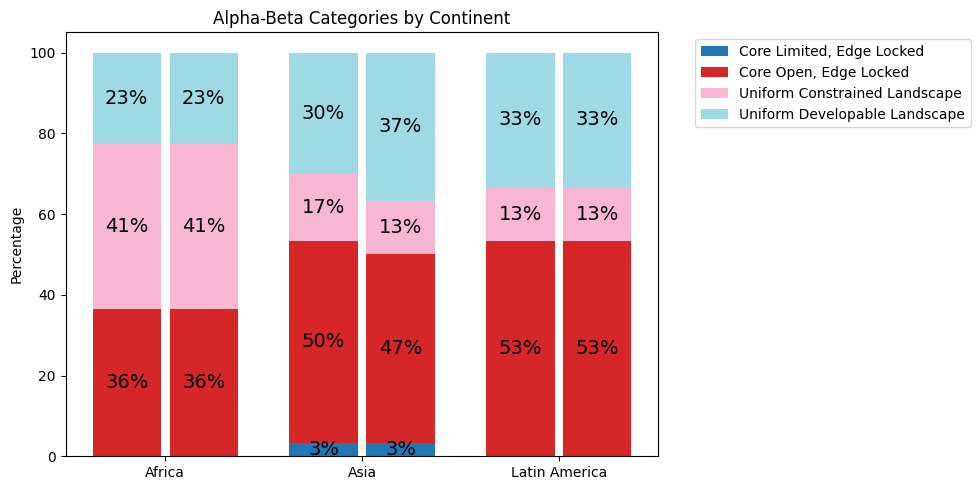 Alpha-Beta Categories by Continent
Core Limited, Edge Locked
Core Open, Edge Locked
Uniform Constrained Landscape
Uniform Developable Landscape
Percentage
100
80
60
40
20
0
23%
23%
30%
37%
33%
33%
41%
41%
17%
13%
13%
13%
36%
36%
50%
47%
53%
53%
3%
3%
Africa
Asia
Latin America